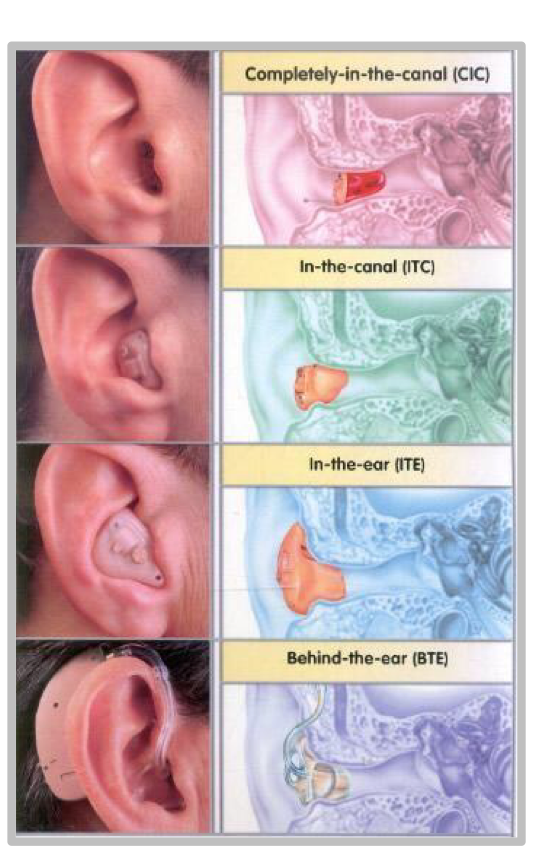 Completely-in-the-canal (CIC)
In-the-canal (ITC)
In-the-ear (ITE)
Behind-the-ear (BTE)